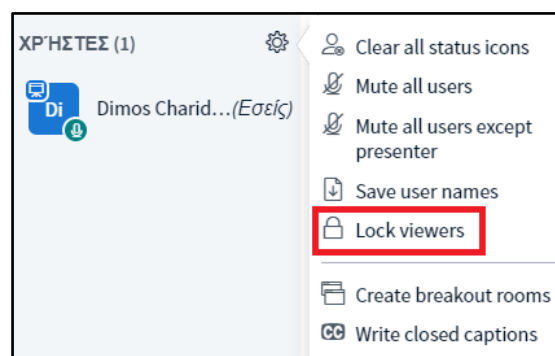 ΧΡΉΣΤΕΣ (1)
Di
Dimos Charid...(Εσείς)
Clear all status icons
Mute all users
Mute all users except
presenter
Save user names
Lock viewers
Create breakout rooms
CC Write closed captions